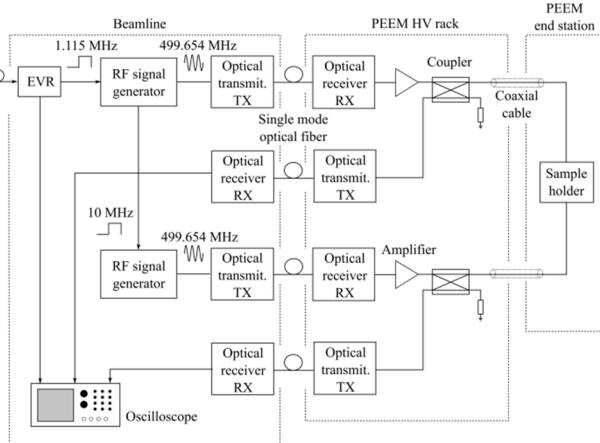 Beamline
PEEM HV rack
PEEM
end station
1.115 MHz
499.654 MHz
EVR
RF signal
generator
Optical
transmit.
TX
Optical
receiver
RX
Coupler
Coaxial
cable
Single mode
optical fiber
Optical
receiver
RX
Optical
transmit.
TX
Sample
holder
10 MHz
499.654 MHz
RF signal
generator
Optical
transmit.
TX
Optical
receiver
RX
Amplifier
Optical
receiver
RX
Optical
transmit.
TX
Oscilloscope